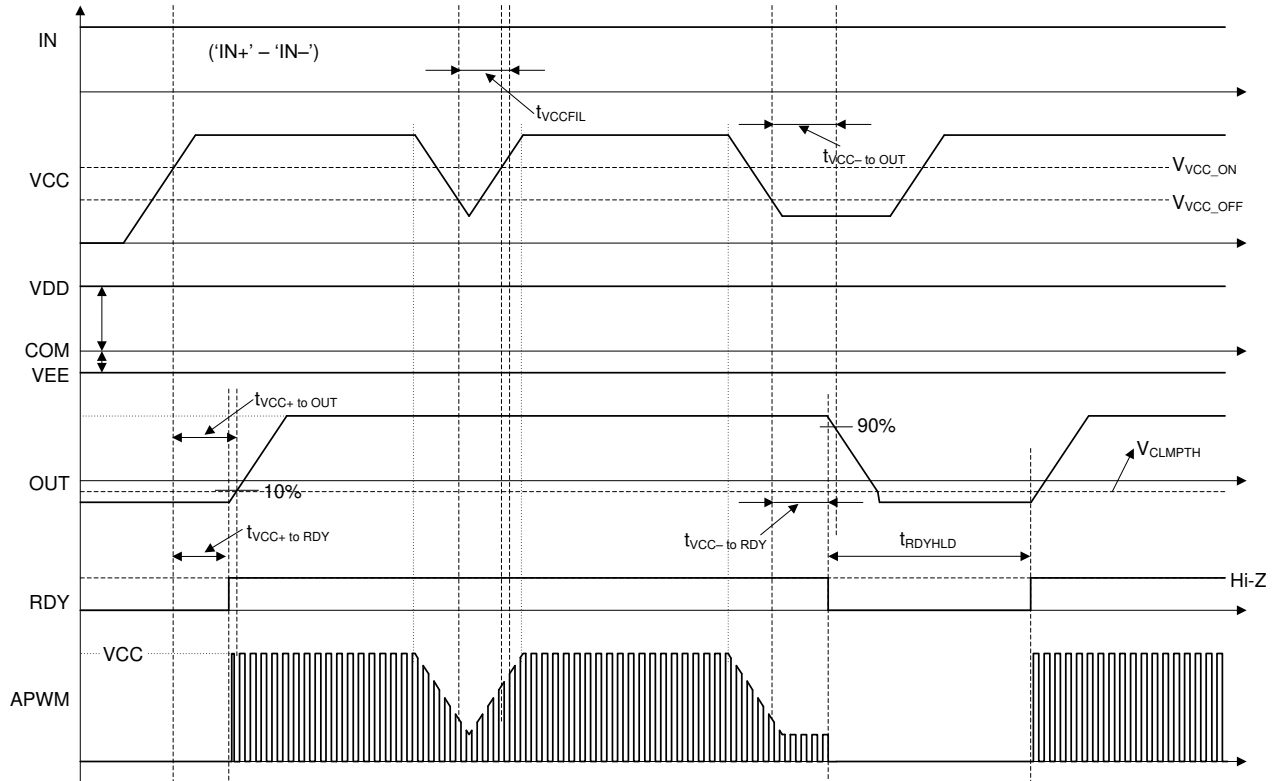 IN
('IN+' – 'IN–')
tVCCFIL
tVCC– to OUT
VVCC_ON
VCC
VVCC_OFF
VDD
COM
VEE
tVCC+ to OUT
90%
VCLMPTH
OUT
10%
tVCC+ to RDY
tVCC– to RDY
tRDYHLD
Hi-Z
RDY
VCC
APWM